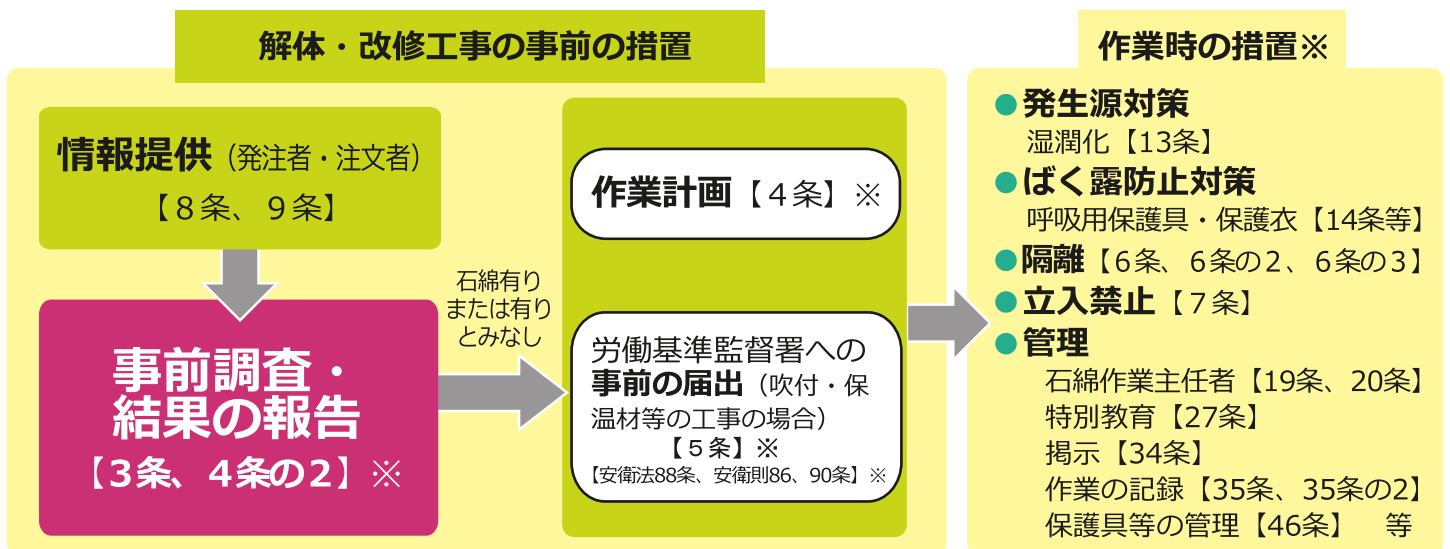 解体・改修工事の事前の措置
情報提供（発注者・注文者）
【８条、９条】
事前調査・
結果の報告
【３条、４条の２】※
石綿有り
または有り
とみなし
作業計画【４条】※
労働基準監督署への
事前の届出（吹付・保
温材等の工事の場合）
【５条】※
【安衛法88条、安衛則86、90条】※
作業時の措置※
●発生源対策
湿潤化【13条】
●ばく露防止対策
呼吸用保護具・保護衣【14条等】
●隔離【６条、６条の２、６条の３】
●立入禁止【７条】
●管理
石綿作業主任者【19条、20条】
特別教育【27条】
掲示【34条】
作業の記録【35条、35条の2】
保護具等の管理【46条】　等